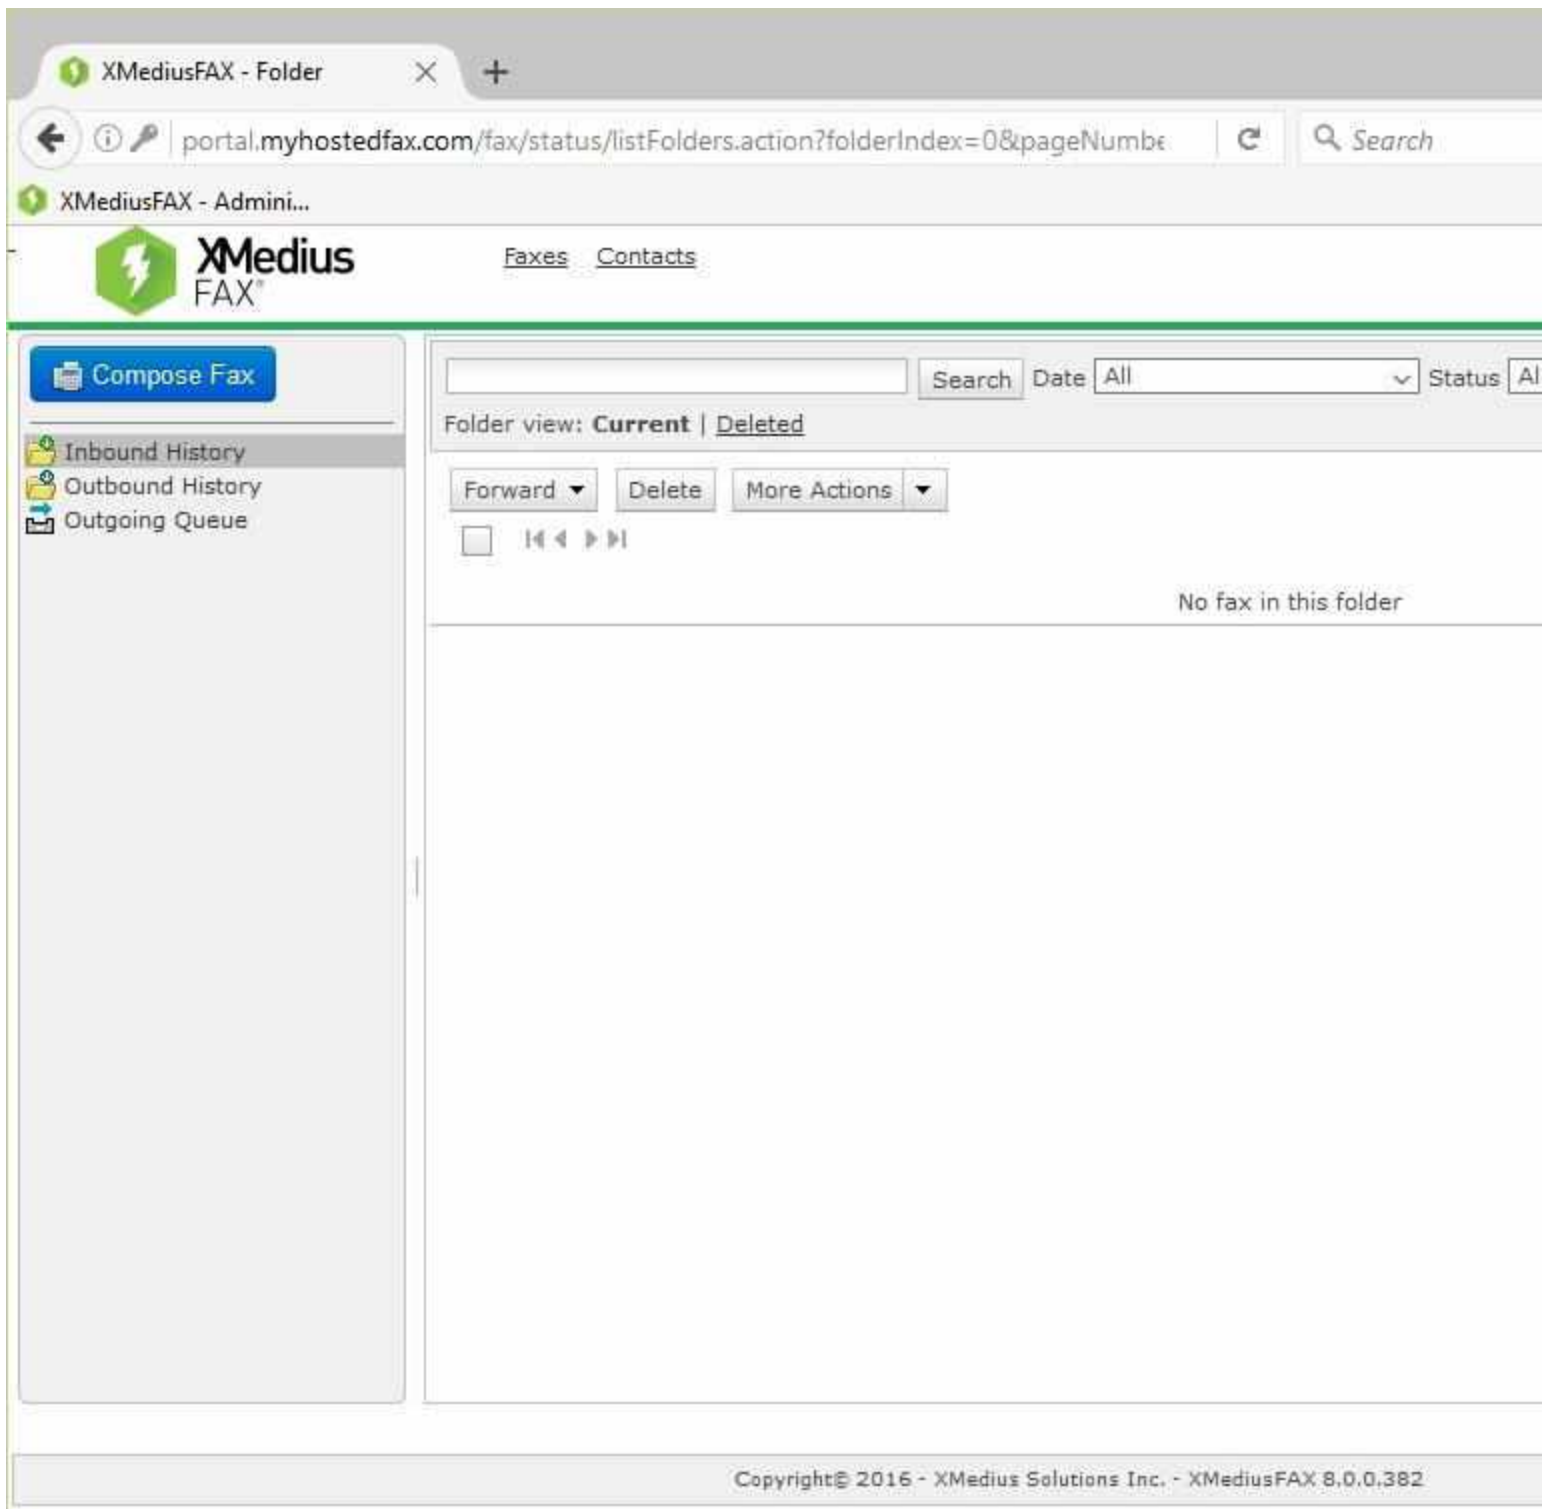 XMediusFAX - Folder
portal.myhostedfax.com/fax/status/listFolders.action?folderIndex=0&pageNumbe
Search
XMediusFAX - Admini...
XMedius
FAX®
Faxes Contacts
Compose Fax
Search Date All Status Al
Folder view: Current | Deleted
Inbound History
Outbound History
Outgoing Queue
Forward Delete More Actions
No fax in this folder
Copyright© 2016 - XMedius Solutions Inc. - XMediusFAX 8.0.0.382